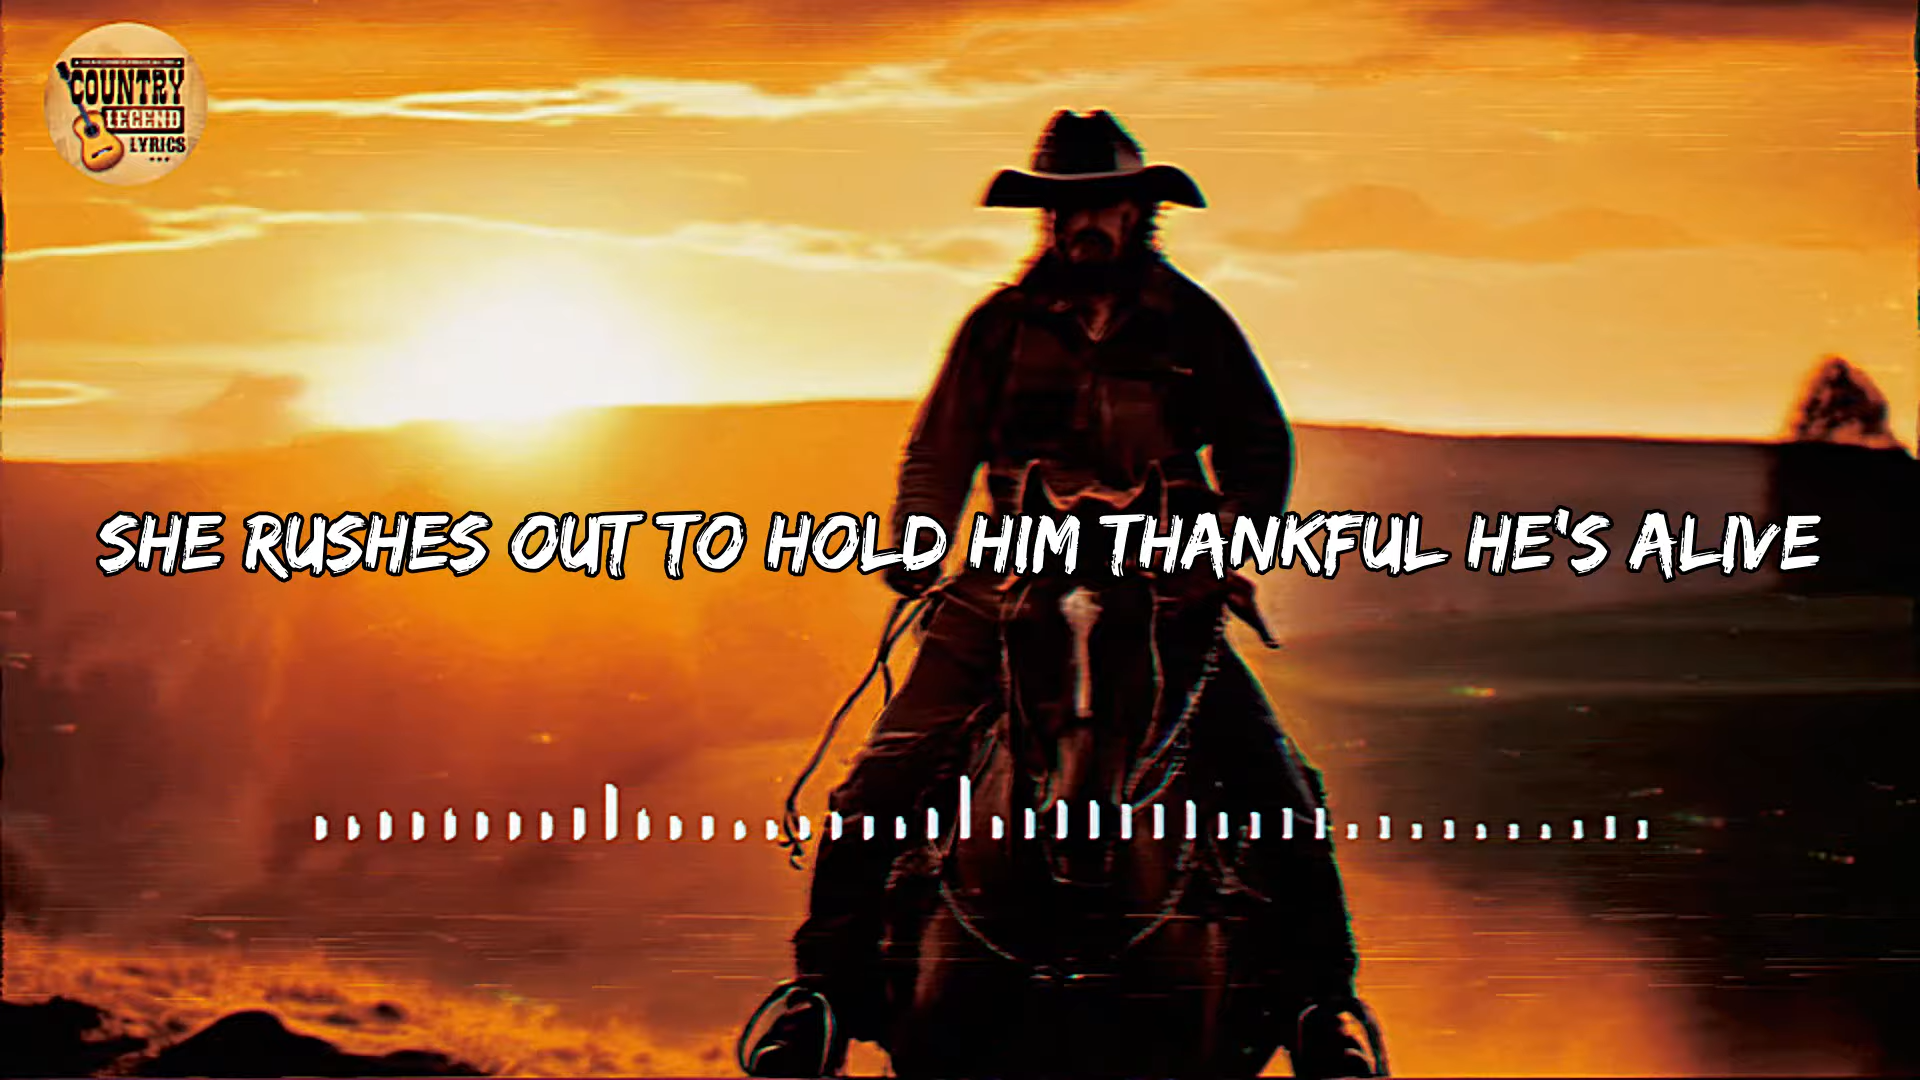 COUNTRY
LEGEND
LYRICS
SHE RUSHES OUT TO HOLD HIM THANKFUL HE'S ALIVE